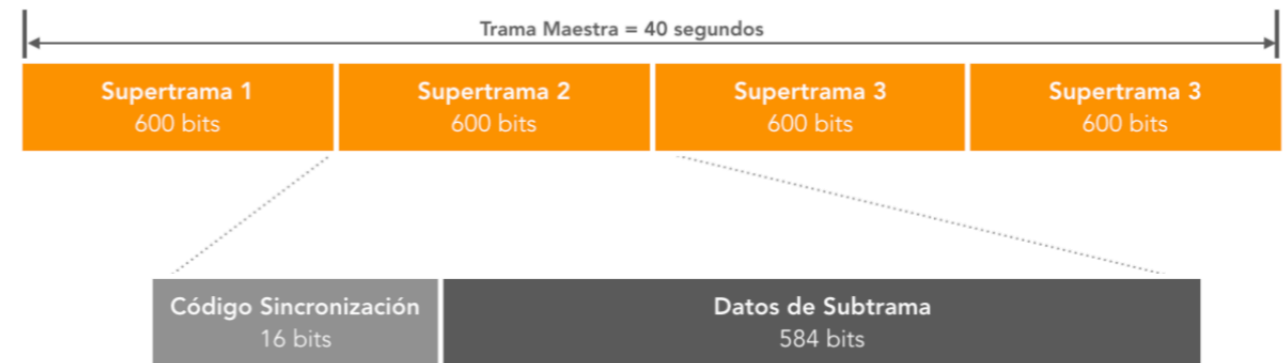 Trama Maestra = 40 segundos
Supertrama 1
600 bits
Supertrama 2
600 bits
Supertrama 3
600 bits
Supertrama 3
600 bits
Código Sincronización
16 bits
Datos de Subtrama
584 bits